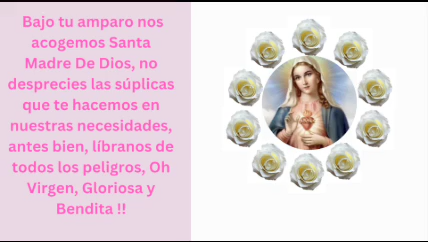 Bajo tu amparo nos
acogemos Santa
Madre De Dios, no
desprecies las súplicas
que te hacemos en
nuestras necesidades,
antes bien, líbranos de
todos los peligros, Oh
Virgen, Gloriosa y
Bendita !!